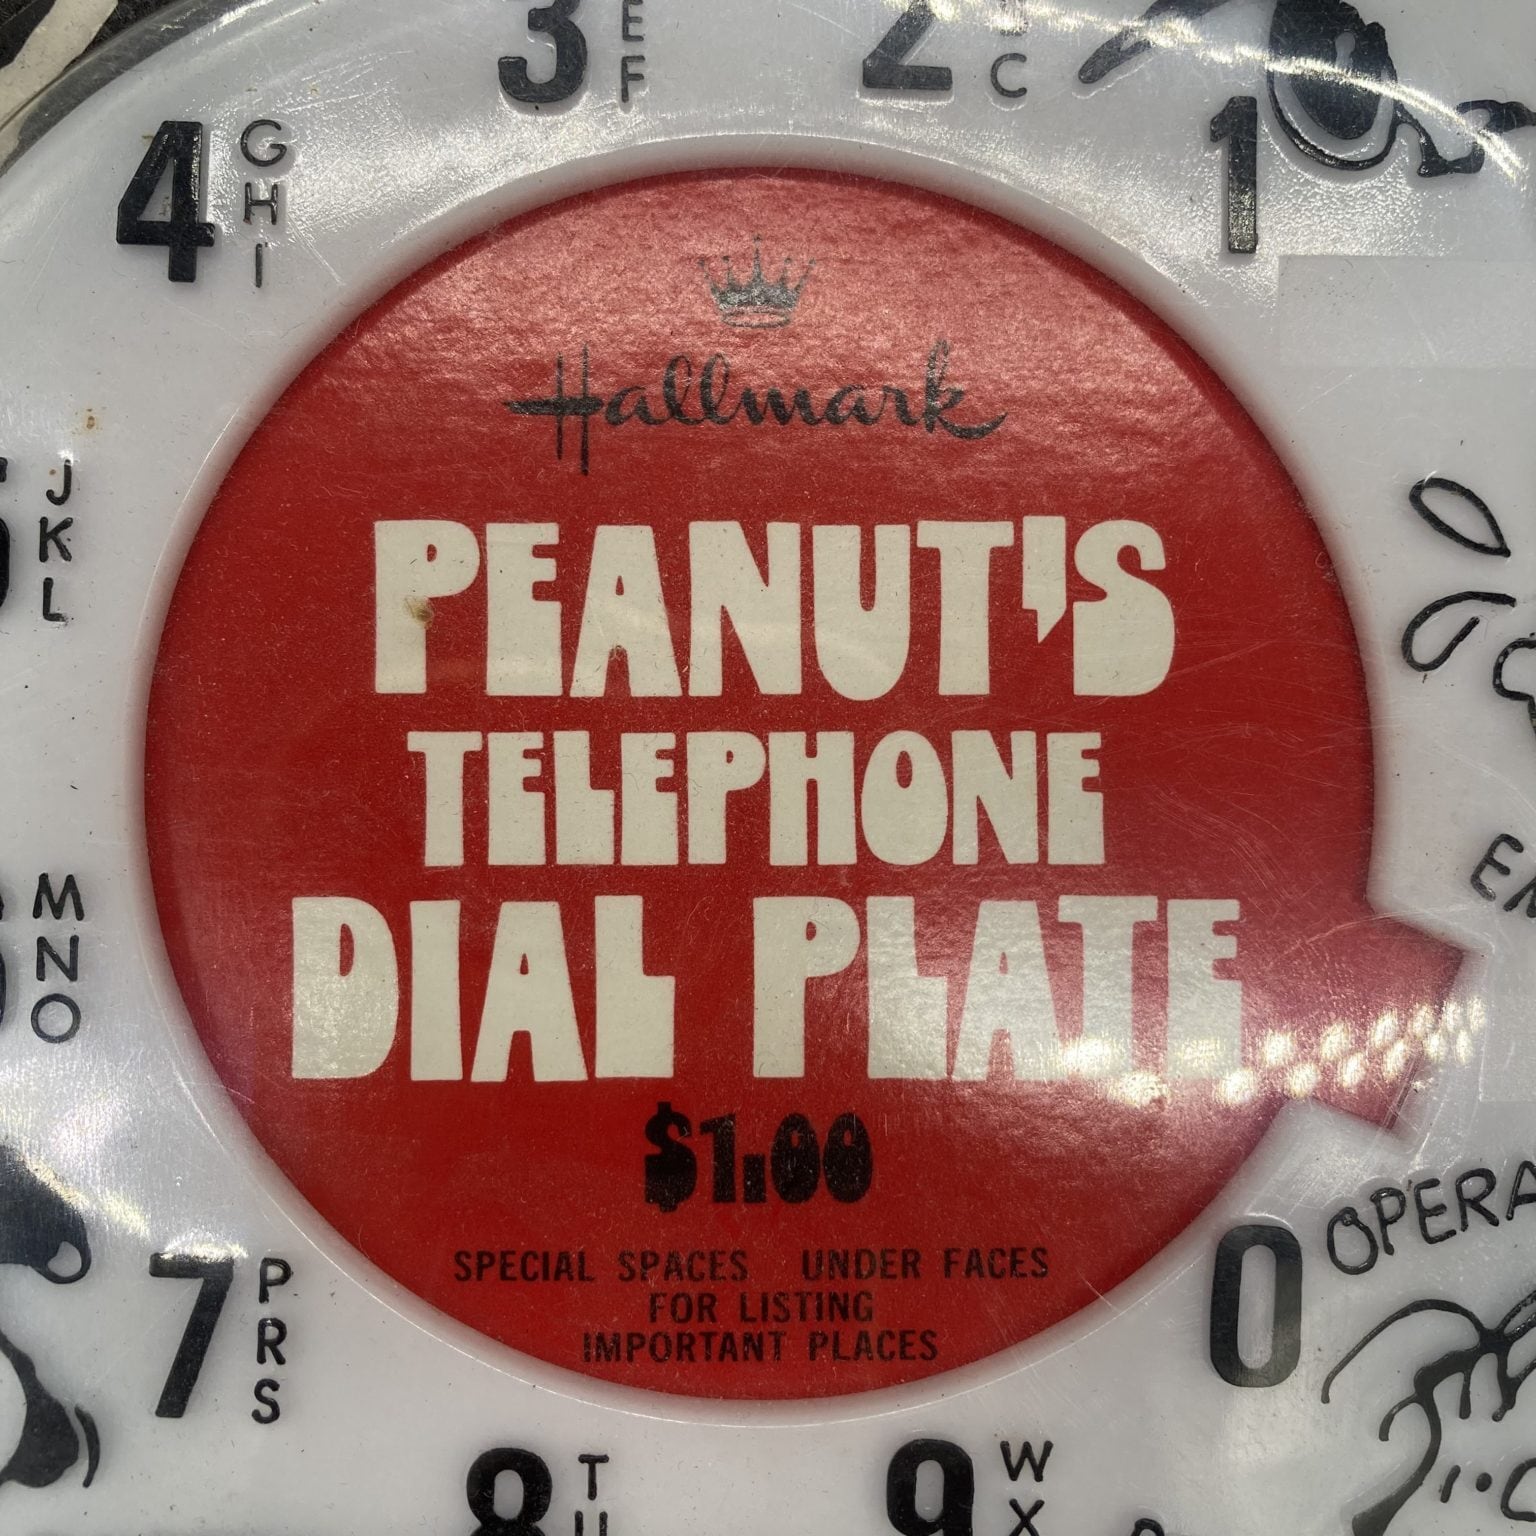 3
E
F
2
C
1
4
G
H
I
Hallmark
PEANUT'S
TELEPHONE
DIAL PLATE
$1.00
SPECIAL SPACES UNDER FACES
FOR LISTING
IMPORTANT PLACES
J
K
L
M
N
O
7
P
R
S
8
T
U
9
W
X
0